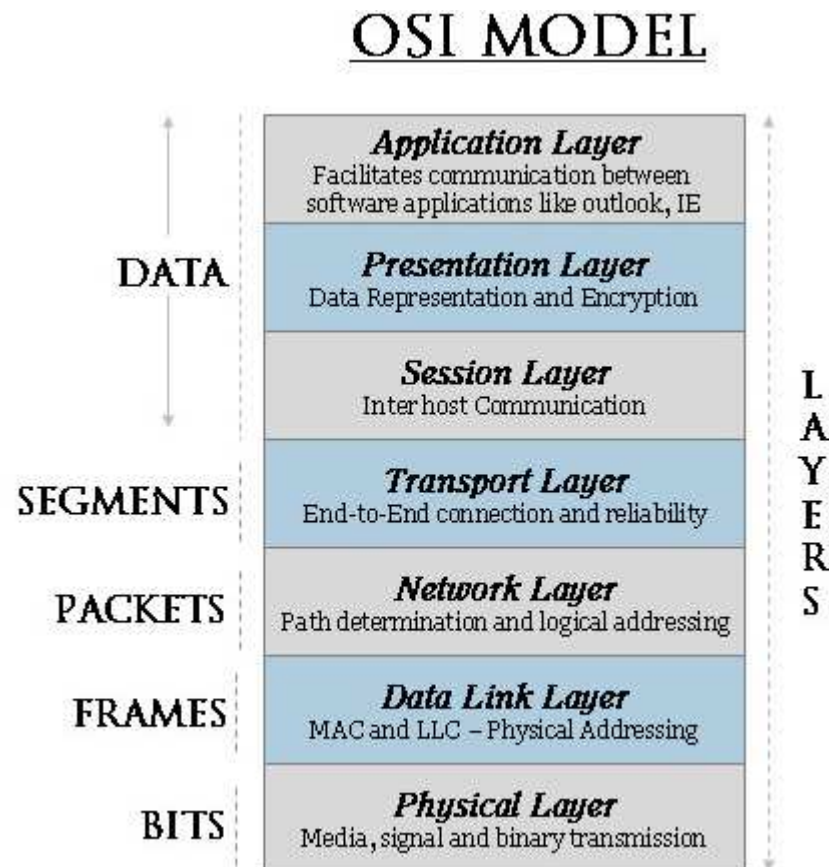 OSI MODEL
Application Layer
Facilitates communication between
software applications like outlook, IE
DATA
Presentation Layer
Data Representation and Encryption
Session Layer
Inter host Communication
SEGMENTS
Transport Layer
End-to-End connection and reliability
PACKETS
Network Layer
Path determination and logical addressing
FRAMES
Data Link Layer
MAC and LLC – Physical Addressing
BITS
Physical Layer
Media, signal and binary transmission
LAYERS